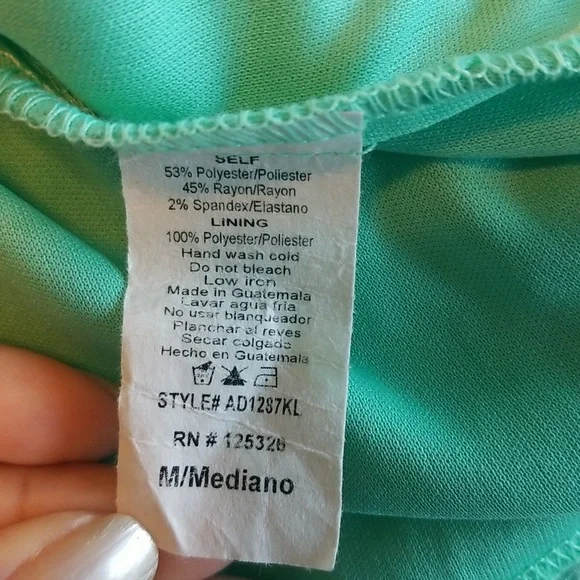 SELF
53% Polyester/Poliester
45% Rayon/Rayon
2% Spandex/Elastano
LINING
100% Polyester/Poliester
Hand wash cold
Do not bleach
Low iron
Made in Guatemala
Lavar agua fria
No usar blanqueador
Planchar al reves
Secar colgado
Hecho en Guatemala
STYLE# AD1287KL
RN # 125326
M/Mediano